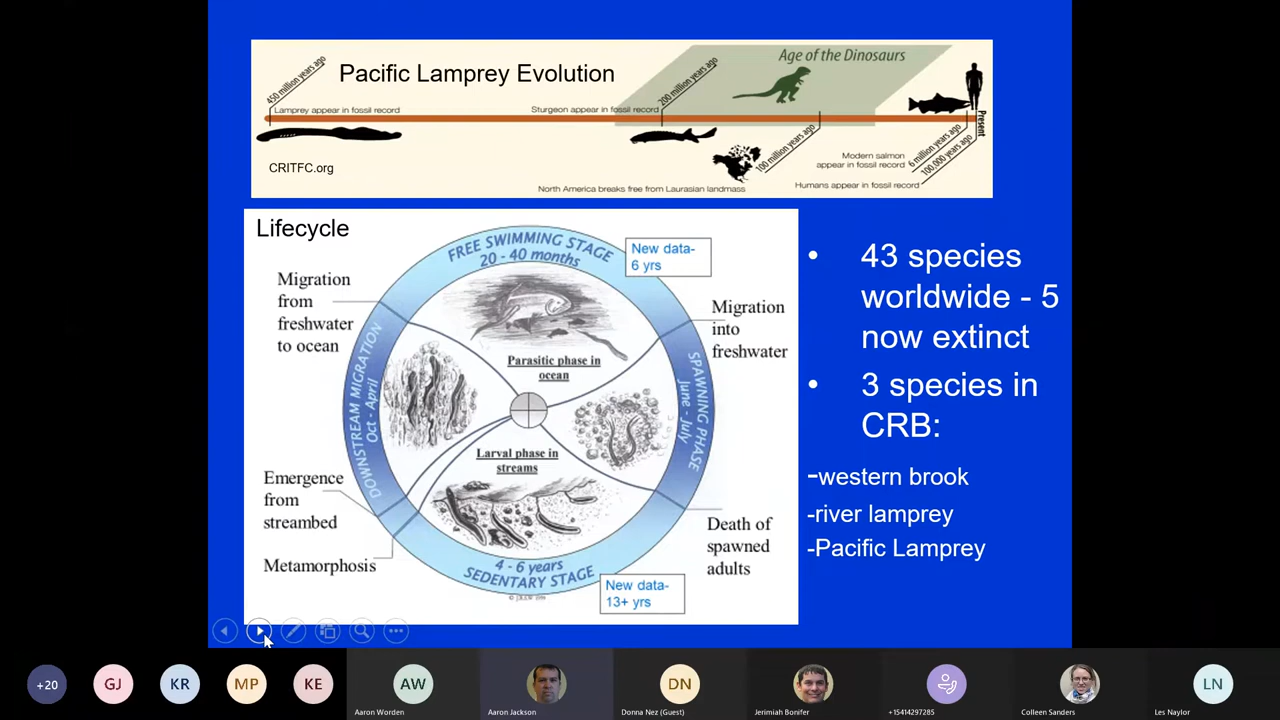 Pacific Lamprey Evolution
450 million years ago
Lamprey appear in fossil record
CRITFC.org
Sturgeon appear in fossil record
200 million years ago
Age of the Dinosaurs
North America breaks free from Laurasian landmass
100 million years ago
Modern salmon
appear in fossil record
6 million years ago
Humans appear in fossil record
100,000 years ago
Present
Lifecycle
FREE SWIMMING STAGE
20 - 40 months
New data-
6 yrs
Migration
from
freshwater
to ocean
Migration
into
freshwater
Parasitic phase in
ocean
DOWNSTREAM MIGRATION
Oct - April
SPAWNING PHASE
June - July
Larval phase in
streams
Emergence
from
streambed
Metamorphosis
Death of
spawned
adults
4 - 6 years
SEDENTARY STAGE
New data-
13+ yrs
• 43 species
worldwide - 5
now extinct
• 3 species in
CRB:
-western brook
-river lamprey
-Pacific Lamprey
+20
GJ
KR
MP
KE
AW
Aaron Worden
Aaron Jackson
DN
Donna Nez (Guest)
Jerimiah Bonifer
+15414297285
Colleen Sanders
LN
Les Naylor